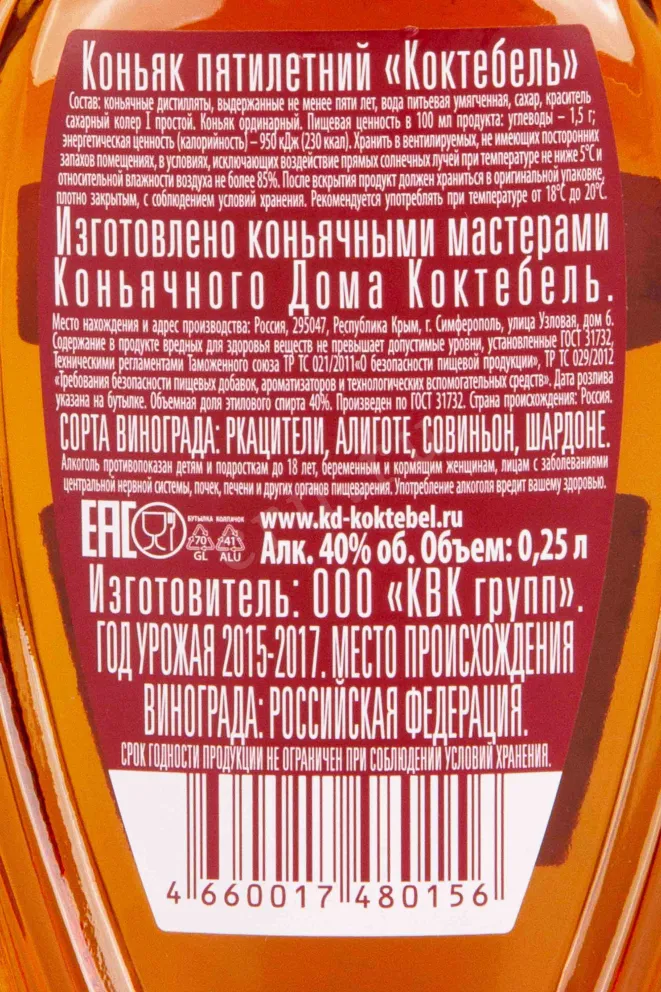 Коньяк пятилетний «Коктебель»
Состав: коньячные дистилляты, выдержанные не менее пяти лет, вода питьевая умягченная, сахар, краситель
сахарный колер I простой. Коньяк ординарный. Пищевая ценность в 100 мл продукта: углеводы – 1,5 г;
энергетическая ценность (калорийность) – 950 кДж (230 ккал). Хранить в вентилируемых, не имеющих посторонних
запахов помещениях, в условиях, исключающих воздействие прямых солнечных лучей при температуре не ниже 5°С и
относительной влажности воздуха не более 85%. После вскрытия продукт должен храниться в оригинальной упаковке,
плотно закрытым, с соблюдением условий хранения. Рекомендуется употреблять при температуре от 18°С до 20°С.
Изготовлено коньячными мастерами
Коньячного Дома Коктебель.
Место нахождения и адрес производства: Россия, 295047, Республика Крым, г. Симферополь, улица Узловая, дом 6.
Содержание в продукте вредных для здоровья веществ не превышает допустимые уровни, установленные ГОСТ 31732,
Техническими регламентами Таможенного союза ТР ТС 021/2011«О безопасности пищевой продукции», ТР ТС 029/2012
«Требования безопасности пищевых добавок, ароматизаторов и технологических вспомогательных средств». Дата розлива
указана на бутылке. Объемная доля этилового спирта 40%. Произведен по ГОСТ 31732. Страна происхождения: Россия.
СОРТА ВИНОГРАДА: РКАЦИТЕЛИ, АЛИГОТЕ, СОВИНЬОН, ШАРДОНЕ.
Алкоголь противопоказан детям и подросткам до 18 лет, беременным и кормящим женщинам, лицам с заболеваниями
центральной нервной системы, почек, печени и других органов пищеварения. Употребление алкоголя вредит вашему здоровью.
EAC БУТЫЛКА КОЛПАЧОК www.kd-koktebel.ru
70 41
GL ALU Алк. 40% об. Объем: 0,25 л
Изготовитель: ООО «КВК групп».
ГОД УРОЖАЯ 2015-2017. МЕСТО ПРОИСХОЖДЕНИЯ
ВИНОГРАДА: РОССИЙСКАЯ ФЕДЕРАЦИЯ.
СРОК ГОДНОСТИ ПРОДУКЦИИ НЕ ОГРАНИЧЕН ПРИ СОБЛЮДЕНИИ УСЛОВИЙ ХРАНЕНИЯ.
4 660017 480156